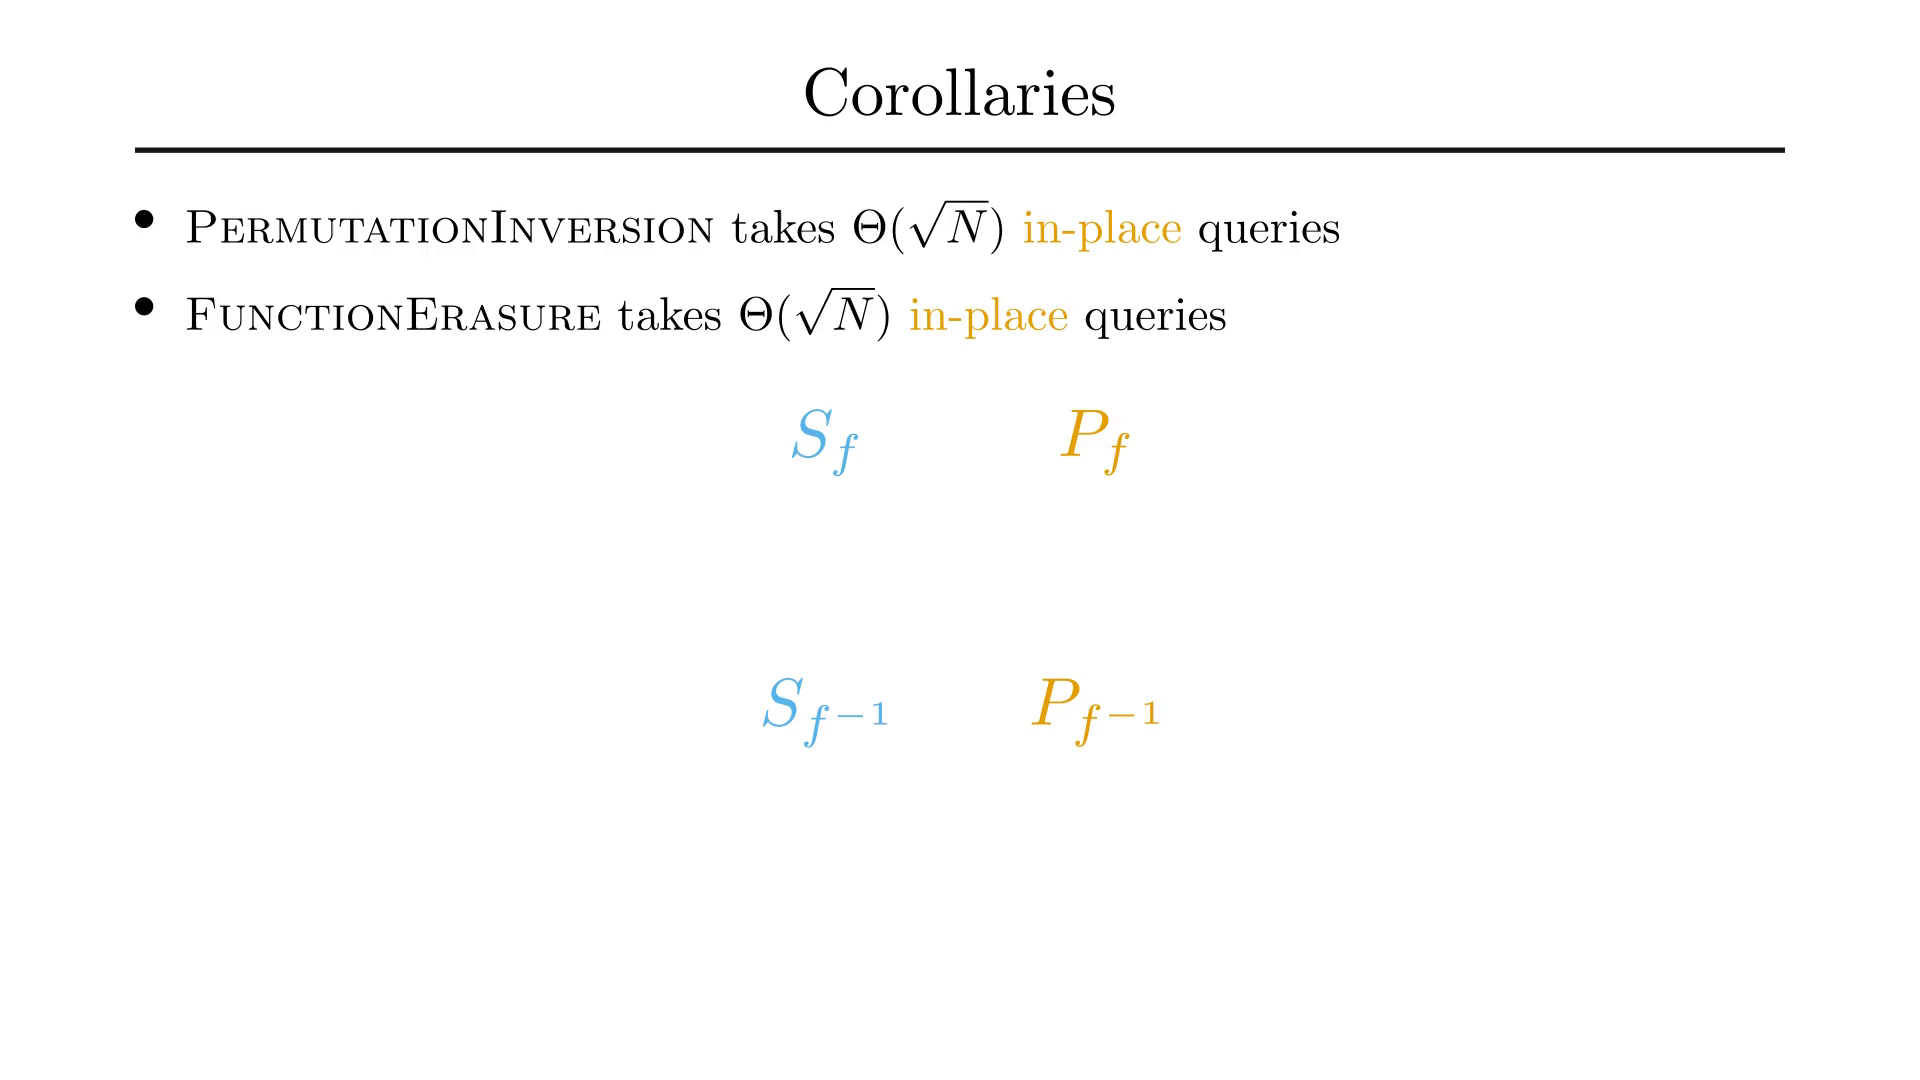 Corollaries
• PermutationInversion takes Θ(√N) in-place queries
• FunctionErasure takes Θ(√N) in-place queries
S_f P_f
S_{f^{-1}} P_{f^{-1}}